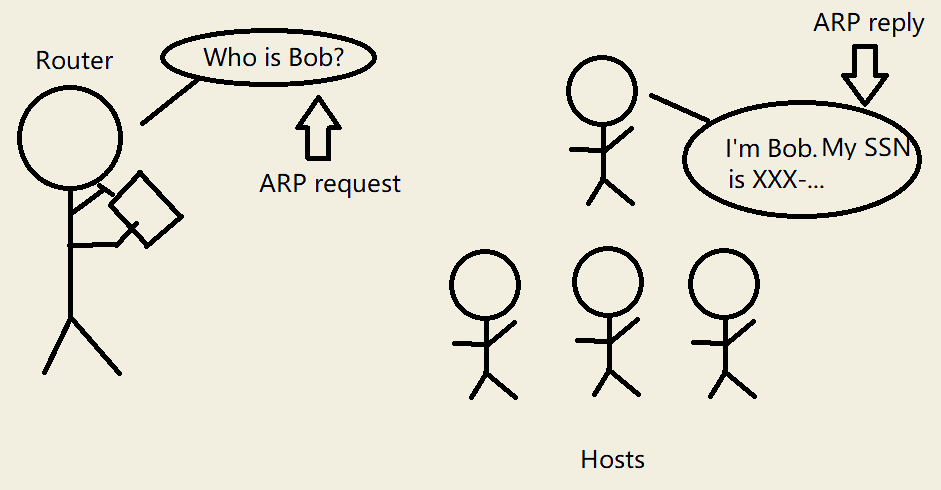 Router
Who is Bob?
ARP request
ARP reply
I'm Bob. My SSN
is XXX-...
Hosts